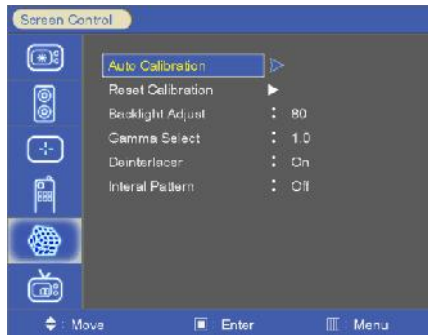 Screen Control
Auto Calibration
Reset Calibration
Backlight Adjust : 80
Gamma Select : 1.0
Deinterlacer : On
Interal Pattern : Off
: Move Enter Menu